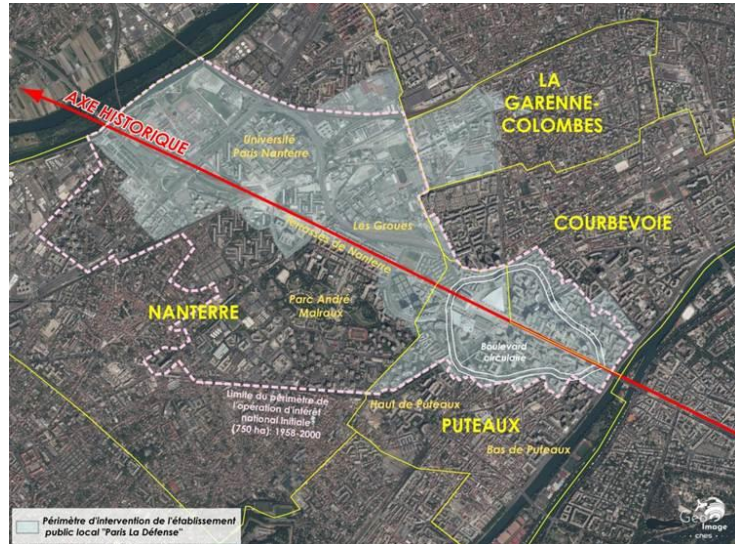 LA
GARENNE-
COLOMBES
AXE HISTORIQUE
Université
Paris Nanterre
COURBEVOIE
Les Groues
Terrasses de Nanterre
NANTERRE
Parc André
Malraux
Boulevard
circulaire
Limite du périmètre de
l'opération d'intérêt
national initiale
(750 ha): 1958-2000
Haut de Puteaux
PUTEAUX
Bas de Puteaux
Périmètre d'intervention de l'établissement
public local "Paris La Défense"
Image
cnes